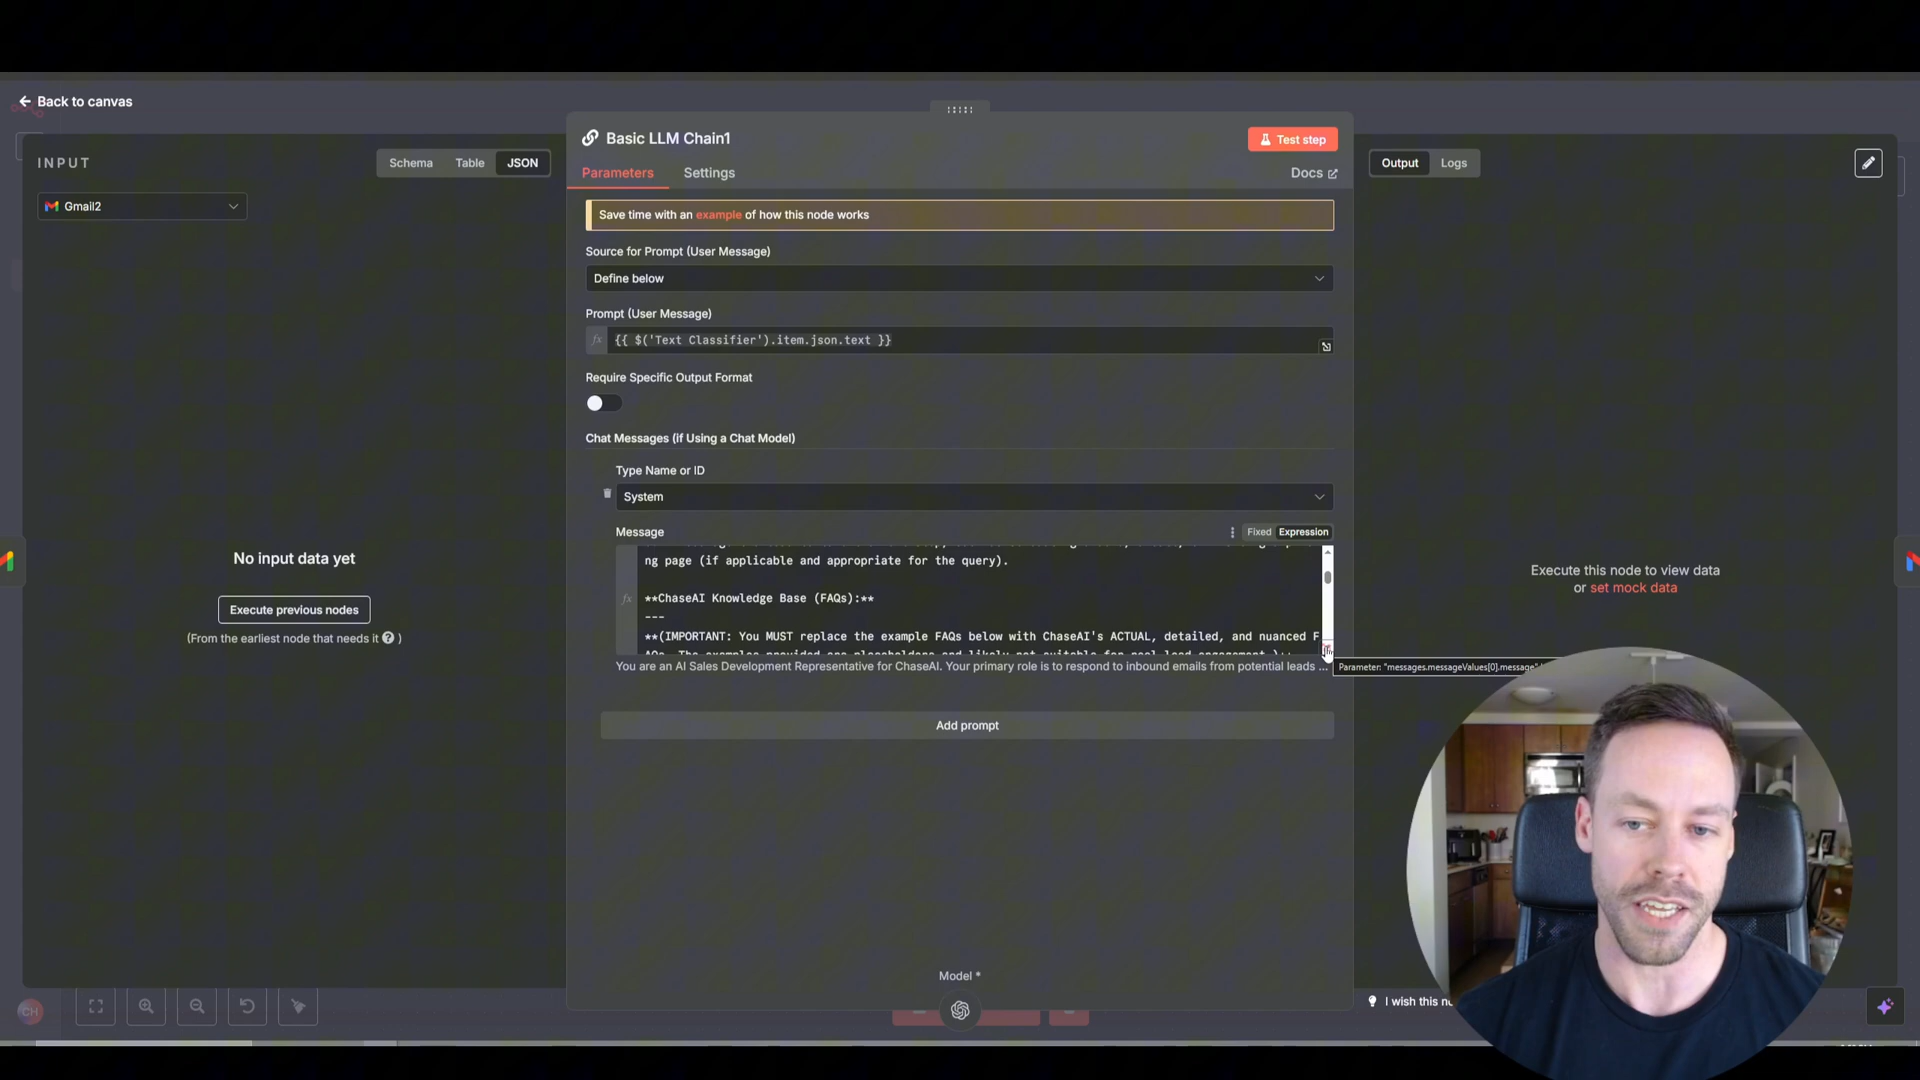 Back to canvas
INPUT
Schema
Table
JSON
Gmail2
No input data yet
Execute previous nodes
(From the earliest node that needs it ? )
Basic LLM Chain1
Test step
Parameters
Settings
Docs
Save time with an example of how this node works
Source for Prompt (User Message)
Define below
Prompt (User Message)
fx
{{ $('Text Classifier').item.json.text }}
Require Specific Output Format
Chat Messages (if Using a Chat Model)
Type Name or ID
System
Message
Fixed
Expression
fx
ng page (if applicable and appropriate for the query).
**ChaseAI Knowledge Base (FAQs):**
---
**(IMPORTANT: You MUST replace the example FAQs below with ChaseAI's ACTUAL, detailed, and nuanced F
You are an AI Sales Development Representative for ChaseAI. Your primary role is to respond to inbound emails from potential leads ...
Parameter: "messages.messageValues[0].message"
Add prompt
Model *
Output
Logs
Execute this node to view data
or set mock data
I wish this no
CH